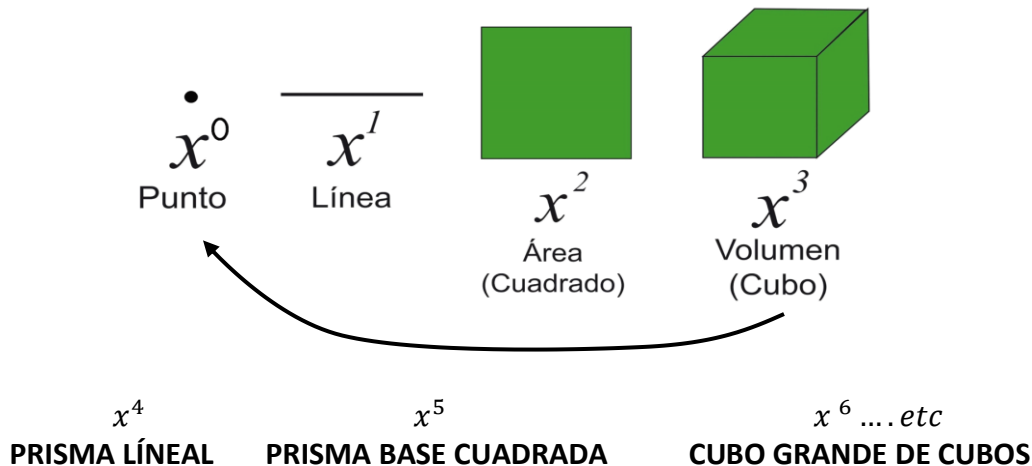 x⁰
Punto
x¹
Línea
x²
Área
(Cuadrado)
x³
Volumen
(Cubo)
x⁴ x⁵ x ⁶ .... etc
PRISMA LÍNEAL PRISMA BASE CUADRADA CUBO GRANDE DE CUBOS